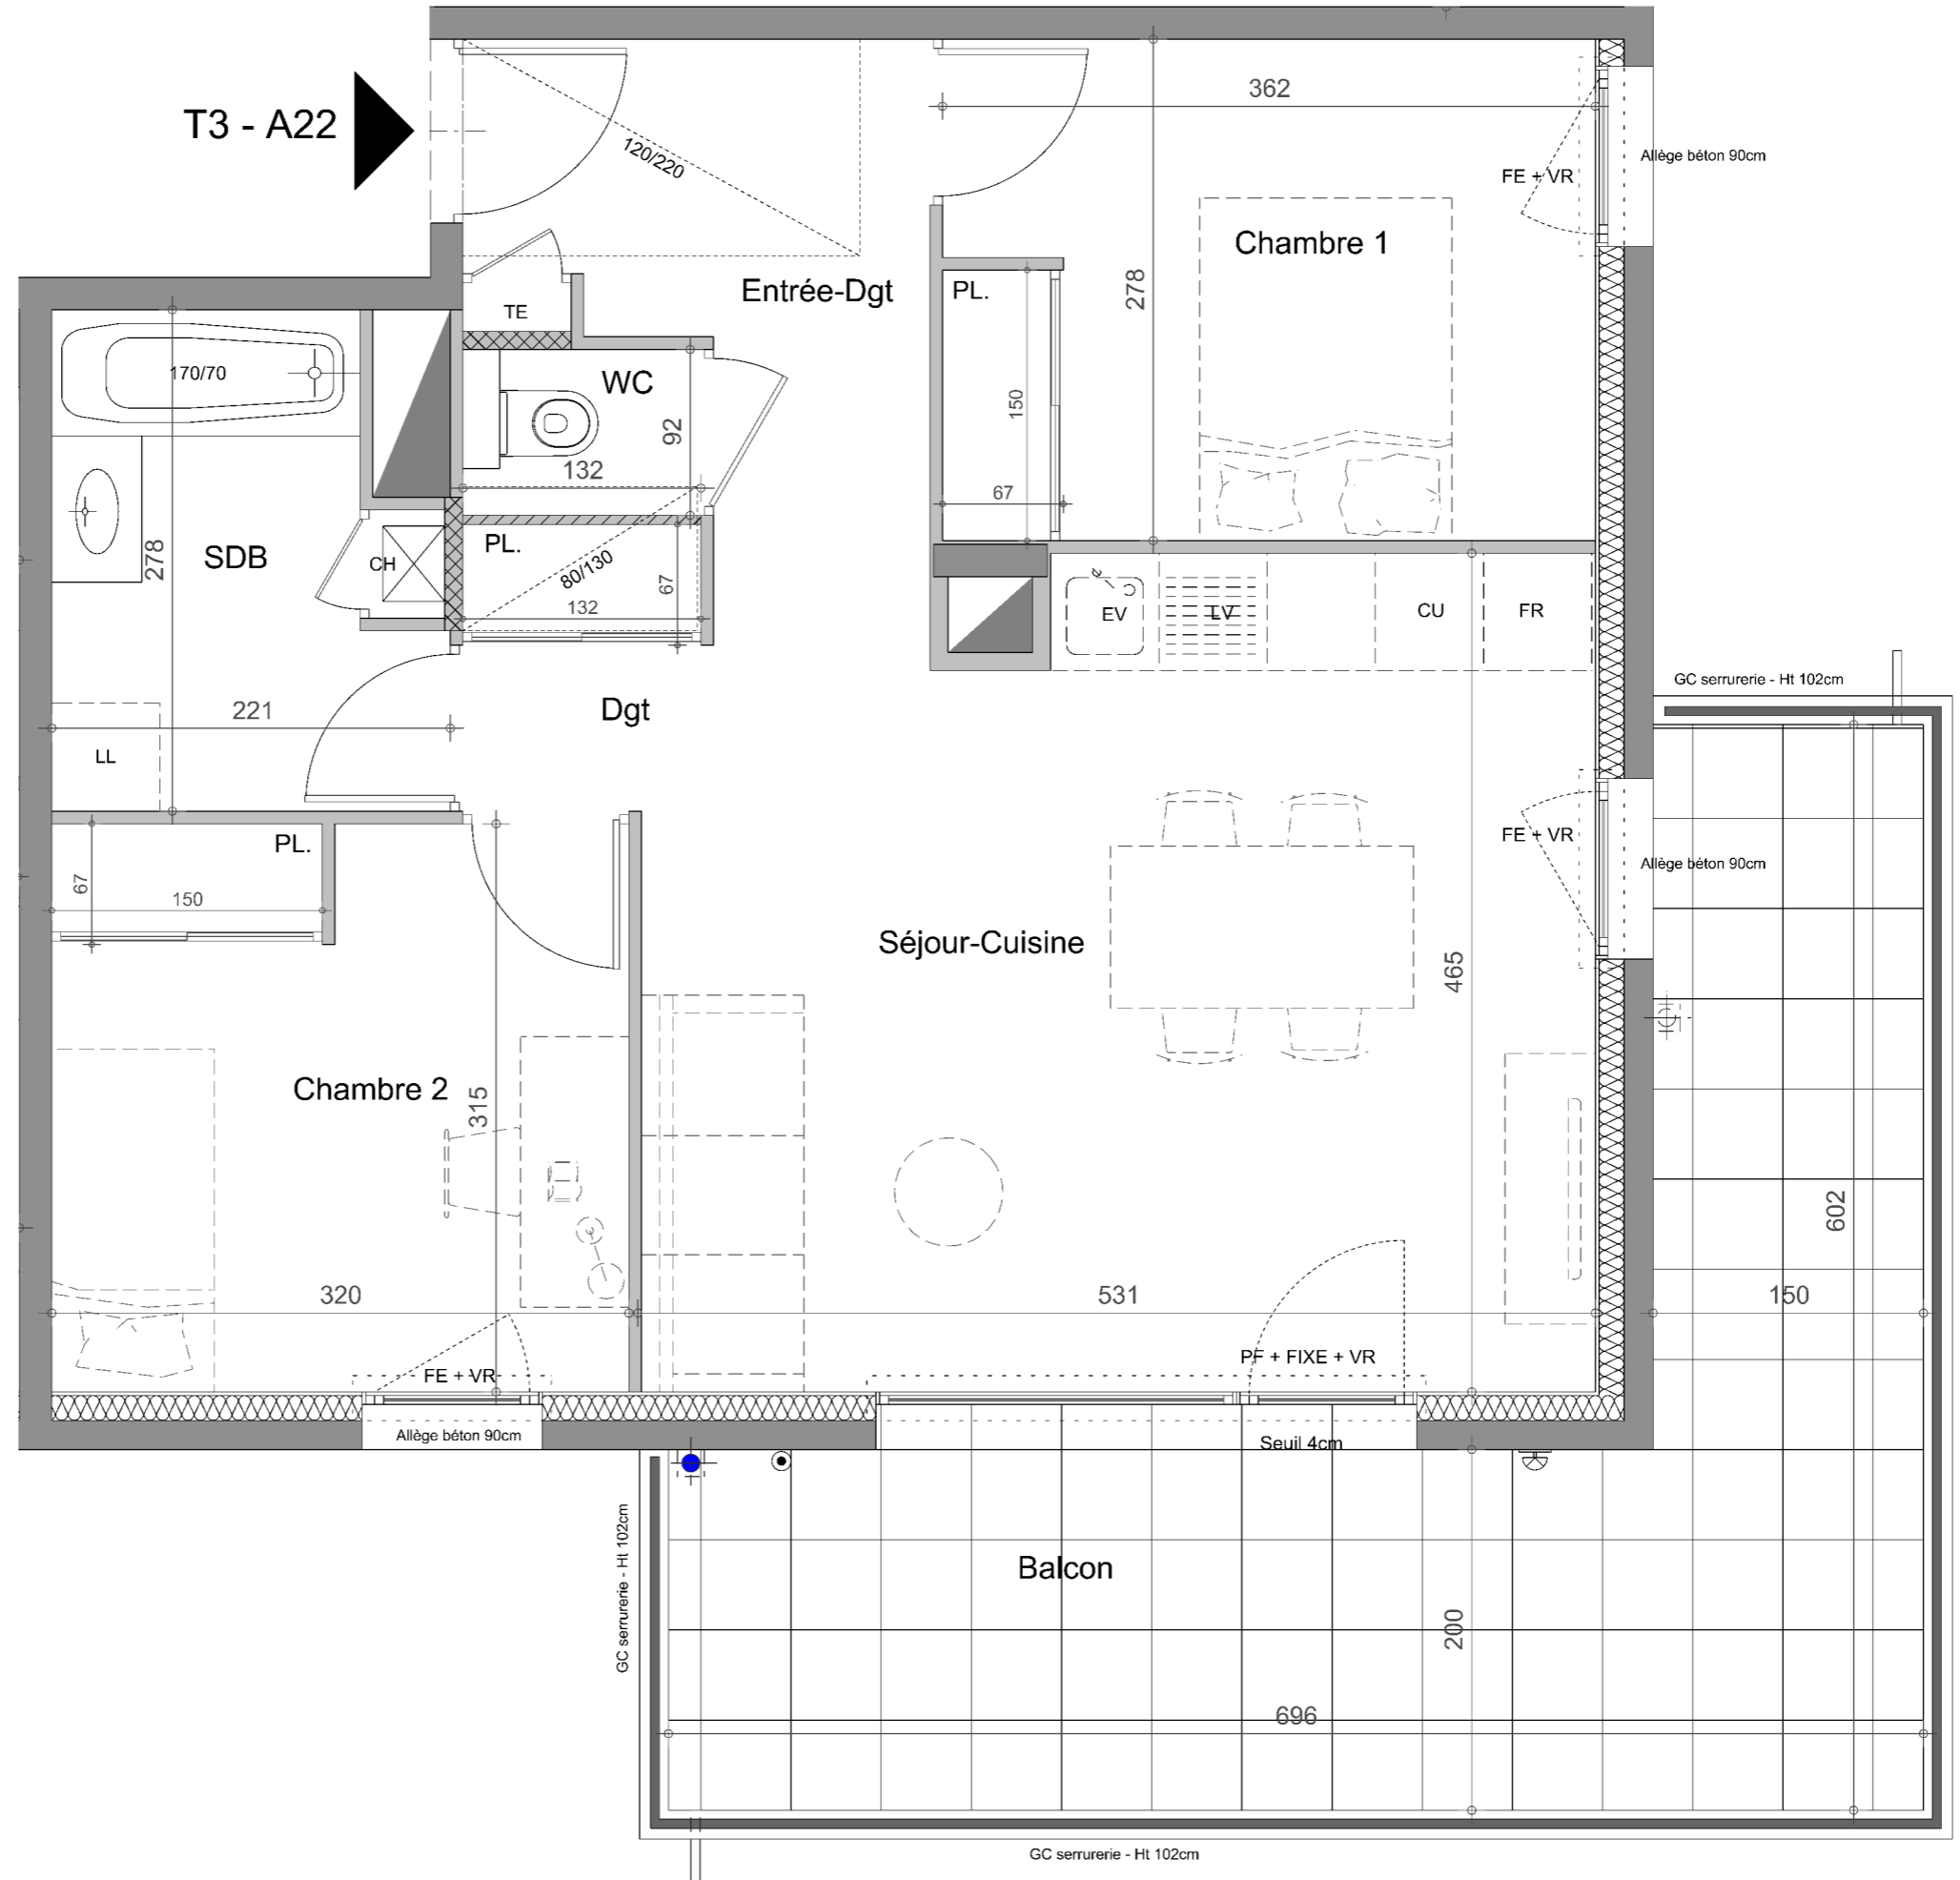 T3 - A22
120/220
362
Allège béton 90cm
FE + VR
Chambre 1
278
Entrée-Dgt
PL.
TE
150
170/70
WC
92
132
67
278
SDB
CH
PL.
80/130
67
132
EV
LV
CU
FR
GC serrurerie - Ht 102cm
221
Dgt
LL
FE + VR
Allège béton 90cm
PL.
67
150
Séjour-Cuisine
465
Chambre 2
315
602
320
531
150
FE + VR
PF + FIXE + VR
Allège béton 90cm
Seuil 4cm
GC serrurerie - Ht 102cm
Balcon
200
696
GC serrurerie - Ht 102cm